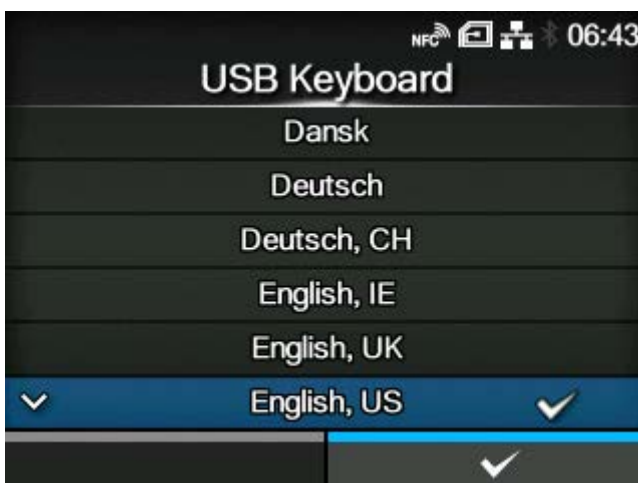 NFC 06:43
USB Keyboard
Dansk
Deutsch
Deutsch, CH
English, IE
English, UK
English, US